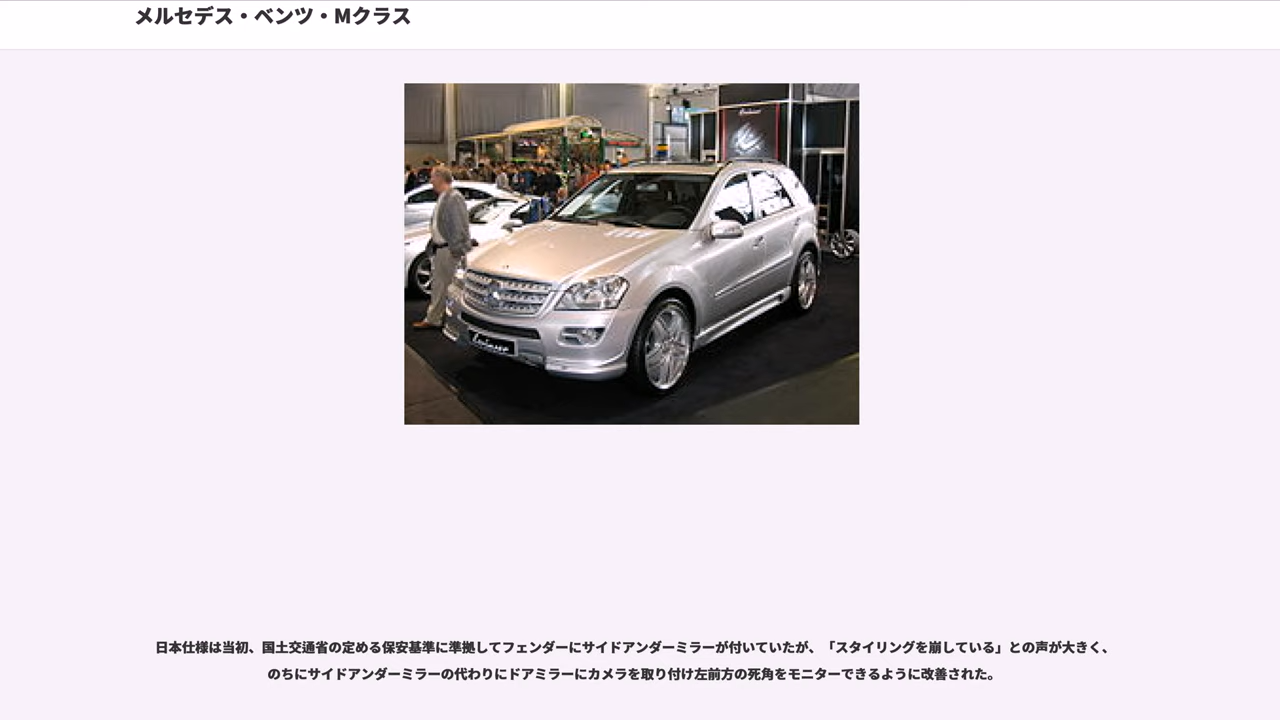 メルセデス・ベンツ・Mクラス
日本仕様は当初、国土交通省の定める保安基準に準拠してフェンダーにサイドアンダーミラーが付いていたが、「スタイリングを崩している」との声が大きく、
のちにサイドアンダーミラーの代わりにドアミラーにカメラを取り付け左前方の死角をモニターできるように改善された。